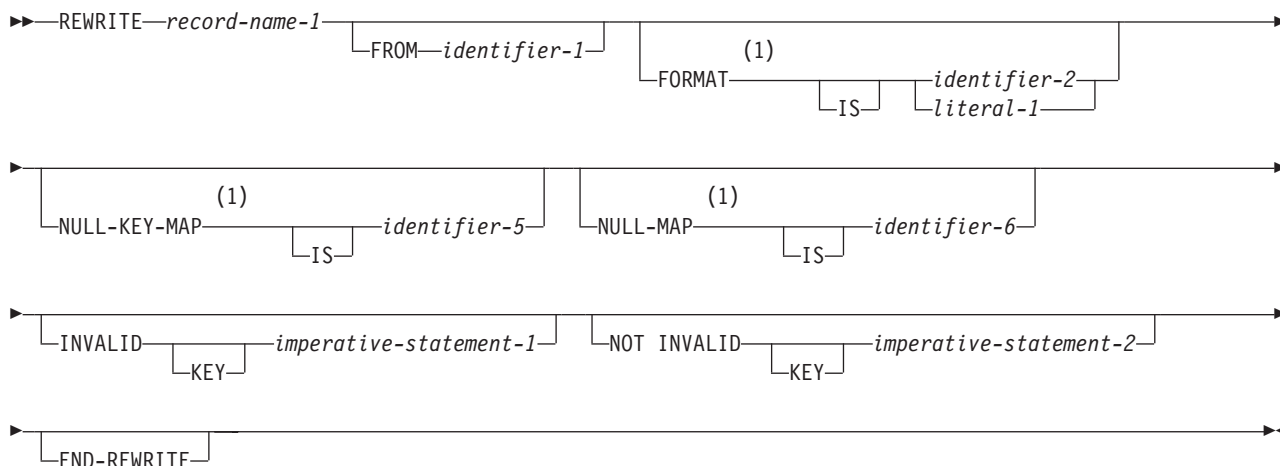 REWRITE record-name-1
FROM identifier-1
(1)
FORMAT identifier-2
IS literal-1
(1) (1)
NULL-KEY-MAP identifier-5 NULL-MAP identifier-6
IS IS
INVALID imperative-statement-1 NOT INVALID imperative-statement-2
KEY KEY
END-REWRITE